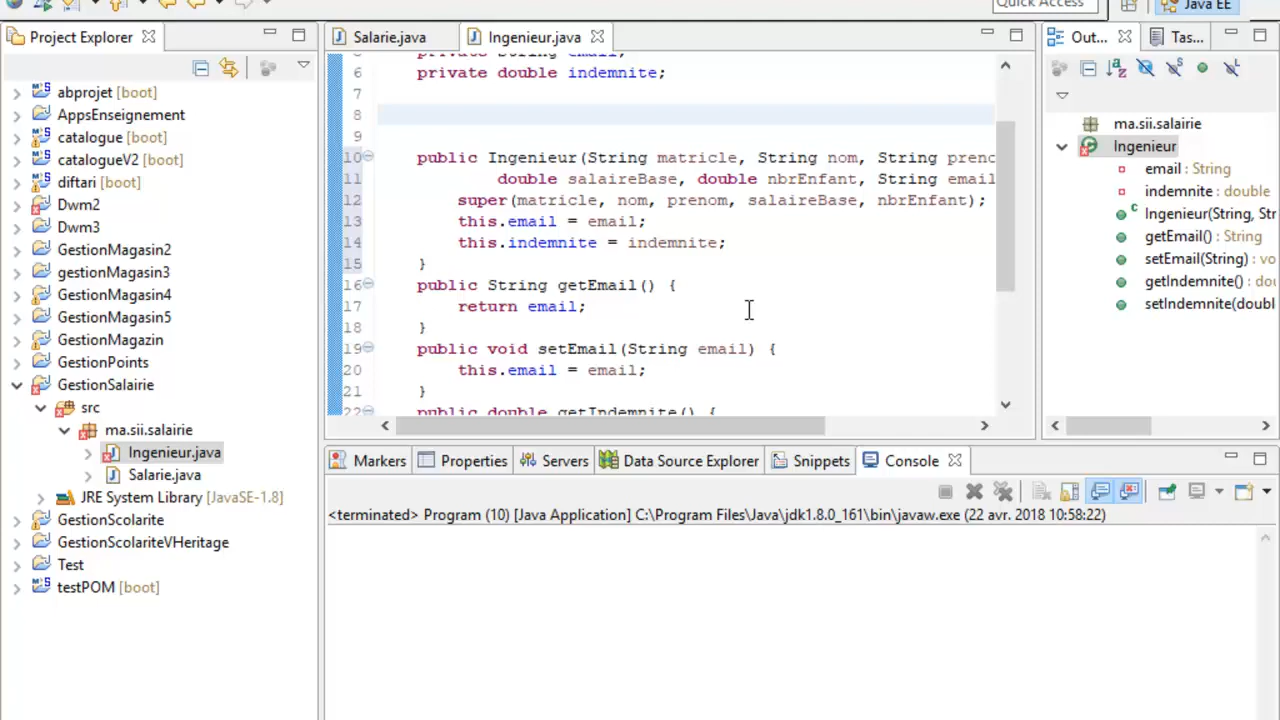 Quick Access
Java EE
Project Explorer
abprojet [boot]
AppsEnseignement
catalogue [boot]
catalogueV2 [boot]
diftari [boot]
Dwm2
Dwm3
GestionMagasin2
gestionMagasin3
GestionMagasin4
GestionMagasin5
GestionMagazin
GestionPoints
GestionSalairie
src
ma.sii.salairie
Ingenieur.java
Salarie.java
JRE System Library [JavaSE-1.8]
GestionScolarite
GestionScolariteVHeritage
Test
testPOM [boot]
Salarie.java
Ingenieur.java
private String email;
6 private double indemnite;
7
8
9
10 public Ingenieur(String matricle, String nom, String preno
11 double salaireBase, double nbrEnfant, String email
12 super(matricle, nom, prenom, salaireBase, nbrEnfant);
13 this.email = email;
14 this.indemnite = indemnite;
15 }
16 public String getEmail() {
17 return email;
18 }
19 public void setEmail(String email) {
20 this.email = email;
21 }
22 public double getIndemnite() {
Markers Properties Servers Data Source Explorer Snippets Console
<terminated> Program (10) [Java Application] C:\Program Files\Java\jdk1.8.0_161\bin\javaw.exe (22 avr. 2018 10:58:22)
Out... Tas...
ma.sii.salairie
Ingenieur
email : String
indemnite : double
Ingenieur(String, Str
getEmail() : String
setEmail(String) : vo
getIndemnite() : dou
setIndemnite(doubl